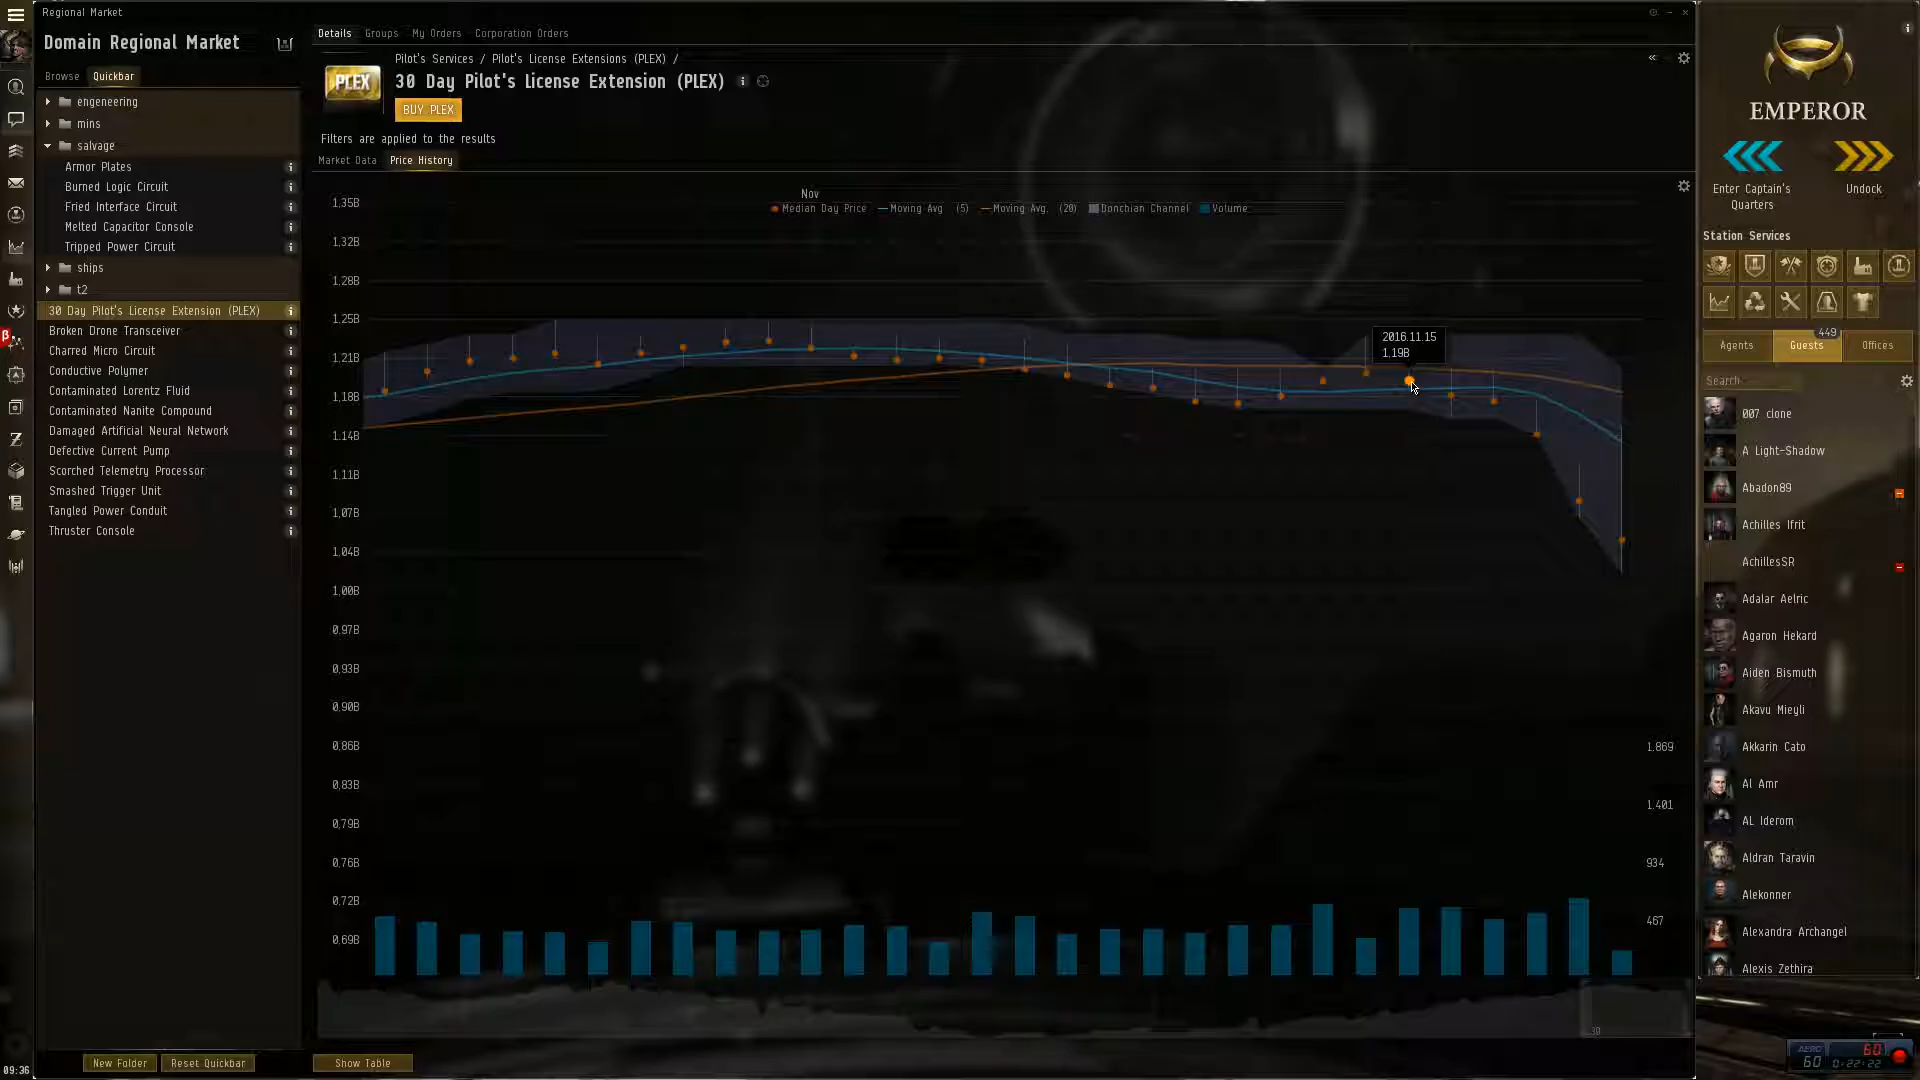 Regional Market
Domain Regional Market
Browse Quickbar
engeneering
mins
salvage
Armor Plates
Burned Logic Circuit
Fried Interface Circuit
Melted Capacitor Console
Tripped Power Circuit
ships
t2
30 Day Pilot's License Extension (PLEX)
Broken Drone Transceiver
Charred Micro Circuit
Conductive Polymer
Contaminated Lorentz Fluid
Contaminated Nanite Compound
Damaged Artificial Neural Network
Defective Current Pump
Scorched Telemetry Processor
Smashed Trigger Unit
Tangled Power Conduit
Thruster Console
New Folder Reset Quickbar
β
09:36
Details Groups My Orders Corporation Orders
PLEX
Pilot's Services / Pilot's License Extensions (PLEX) /
30 Day Pilot's License Extension (PLEX)
BUY PLEX
Filters are applied to the results
Market Data Price History
Nov
Median Day Price Moving Avg (5) Moving Avg. (20) Donchian Channel Volume
1,35B
1,32B
1,28B
1,25B
1,21B
1,18B
1,14B
1,11B
1,07B
1,04B
1,00B
0,97B
0,93B
0,90B
0,86B
0,83B
0,79B
0,76B
0,72B
0,69B
2016.11.15
1.19B
1.869
1.401
934
467
30
Show Table
EMPEROR
Enter Captain's Quarters
Undock
Station Services
449
Agents Guests Offices
Search
007 clone
A Light-Shadow
Abadon89
Achilles Ifrit
AchillesSR
Adalar Aelric
Agaron Hekard
Aiden Bismuth
Akavu Mieyli
Akkarin Cato
Al Amr
AL Iderom
Aldran Taravin
Alekonner
Alexandra Archangel
Alexis Zethira
AERO 60
60 0:22:22